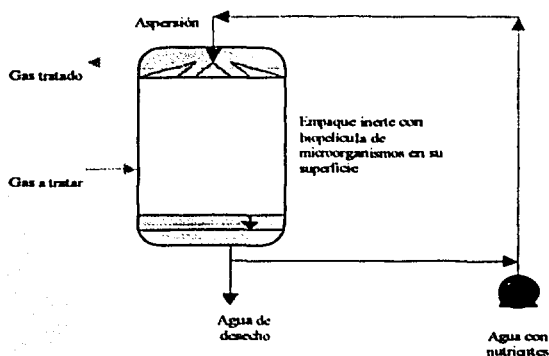 Aspersión
Gas tratado
Empaque inerte con
biopelícula de
microorganismos en su
superficie
Gas a tratar
Agua de
desecho
Agua con
nutrientes